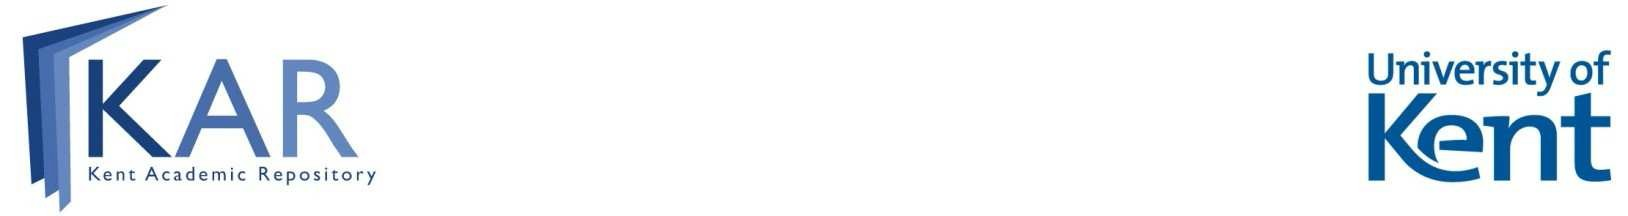 KAR
Kent Academic Repository
University of
Kent